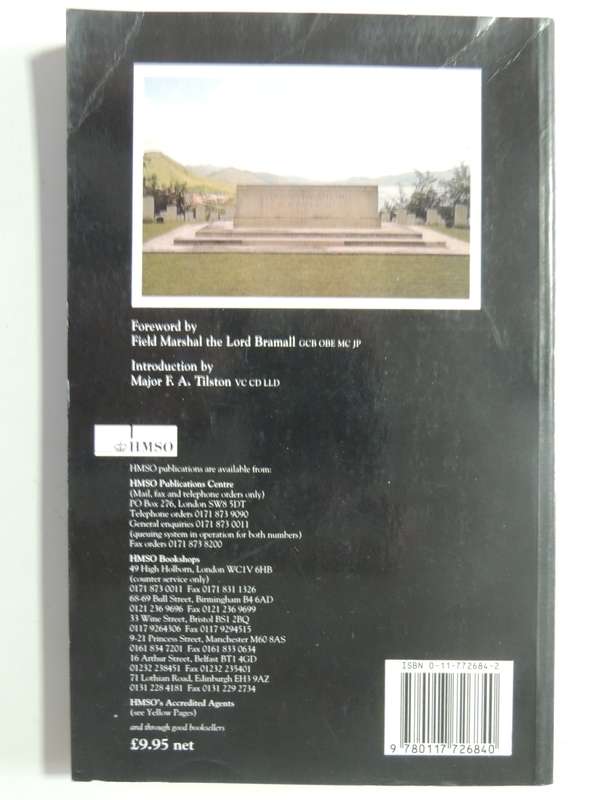 Foreword by
Field Marshal the Lord Bramall GCB OBE MC JP
Introduction by
Major F. A. Tilston VC CD LLD
HMSO
HMSO publications are available from:
HMSO Publications Centre
(Mail, fax and telephone orders only)
PO Box 276, London SW8 5DT
Telephone orders 0171 873 9090
General enquiries 0171 873 0011
(queuing system in operation for both numbers)
Fax orders 0171 873 8200
HMSO Bookshops
49 High Holborn, London WC1V 6HB
(counter service only)
0171 873 0011 Fax 0171 831 1326
68-69 Bull Street, Birmingham B4 6AD
0121 236 9696 Fax 0121 236 9699
33 Wine Street, Bristol BS1 2BQ
0117 9264306 Fax 0117 9294515
9-21 Princess Street, Manchester M60 8AS
0161 834 7201 Fax 0161 833 0634
16 Arthur Street, Belfast BT1 4GD
01232 238451 Fax 01232 235401
71 Lothian Road, Edinburgh EH3 9AZ
0131 228 4181 Fax 0131 229 2734
HMSO's Accredited Agents
(see Yellow Pages)
and through good booksellers
£9.95 net
ISBN 0-11-772684-2
9 780117 726840